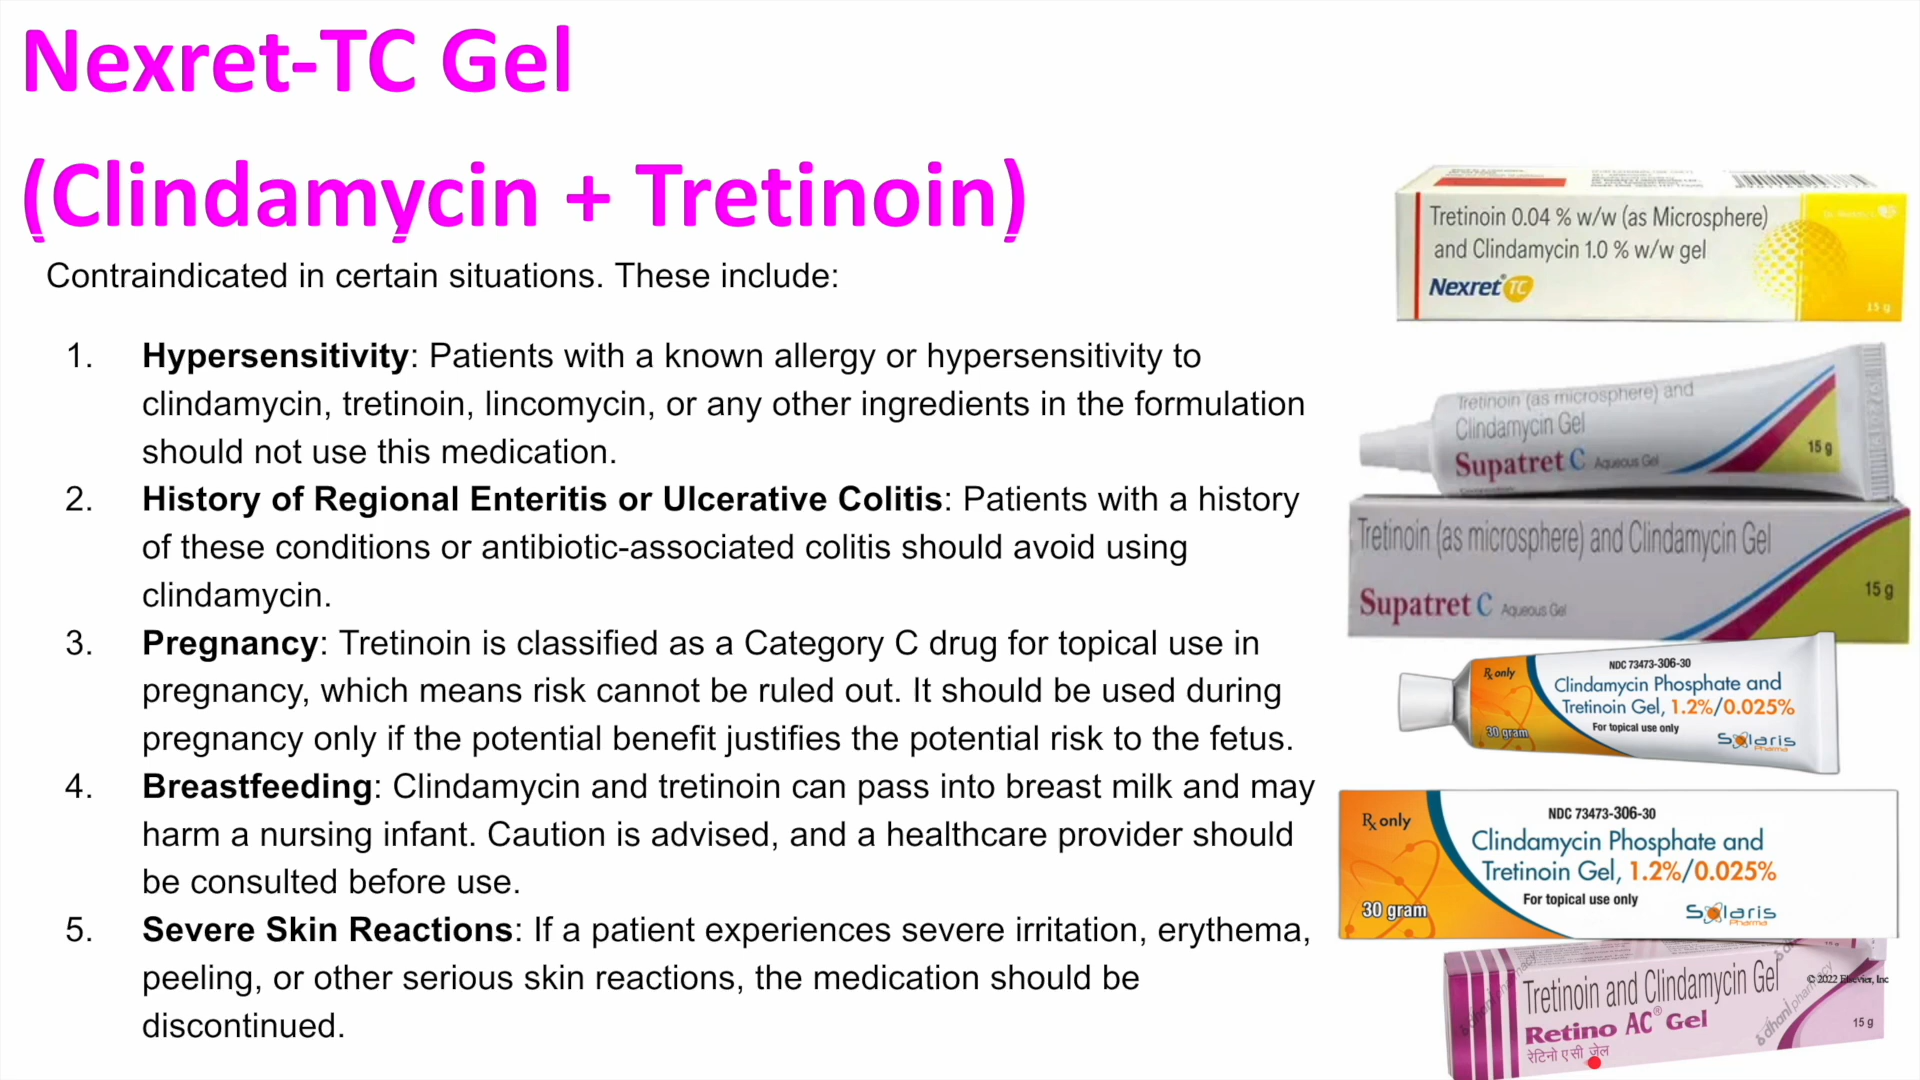 Nexret-TC Gel
(Clindamycin + Tretinoin)
Contraindicated in certain situations. These include:
1. Hypersensitivity: Patients with a known allergy or hypersensitivity to
clindamycin, tretinoin, lincomycin, or any other ingredients in the formulation
should not use this medication.
2. History of Regional Enteritis or Ulcerative Colitis: Patients with a history
of these conditions or antibiotic-associated colitis should avoid using
clindamycin.
3. Pregnancy: Tretinoin is classified as a Category C drug for topical use in
pregnancy, which means risk cannot be ruled out. It should be used during
pregnancy only if the potential benefit justifies the potential risk to the fetus.
4. Breastfeeding: Clindamycin and tretinoin can pass into breast milk and may
harm a nursing infant. Caution is advised, and a healthcare provider should
be consulted before use.
5. Severe Skin Reactions: If a patient experiences severe irritation, erythema,
peeling, or other serious skin reactions, the medication should be
discontinued.
Tretinoin 0.04 % w/w (as Microsphere)
and Clindamycin 1.0 % w/w gel
Nexret® TC
15 g
Tretinoin (as microsphere) and
Clindamycin Gel
Supatret C Aqueous Gel
15 g
Tretinoin (as microsphere) and Clindamycin Gel
Supatret C Aqueous Gel
15 g
Rx only
NDC 73473-306-30
Clindamycin Phosphate and
Tretinoin Gel, 1.2%/0.025%
For topical use only
30 gram
Solaris
Pharma
Rx only
NDC 73473-306-30
Clindamycin Phosphate and
Tretinoin Gel, 1.2%/0.025%
For topical use only
30 gram
Solaris
Pharma
Tretinoin and Clindamycin Gel
© 2022 Elsevier, Inc
Retino AC® Gel
रेटिनो ए सी जेल
15 g
dhani pharmacy